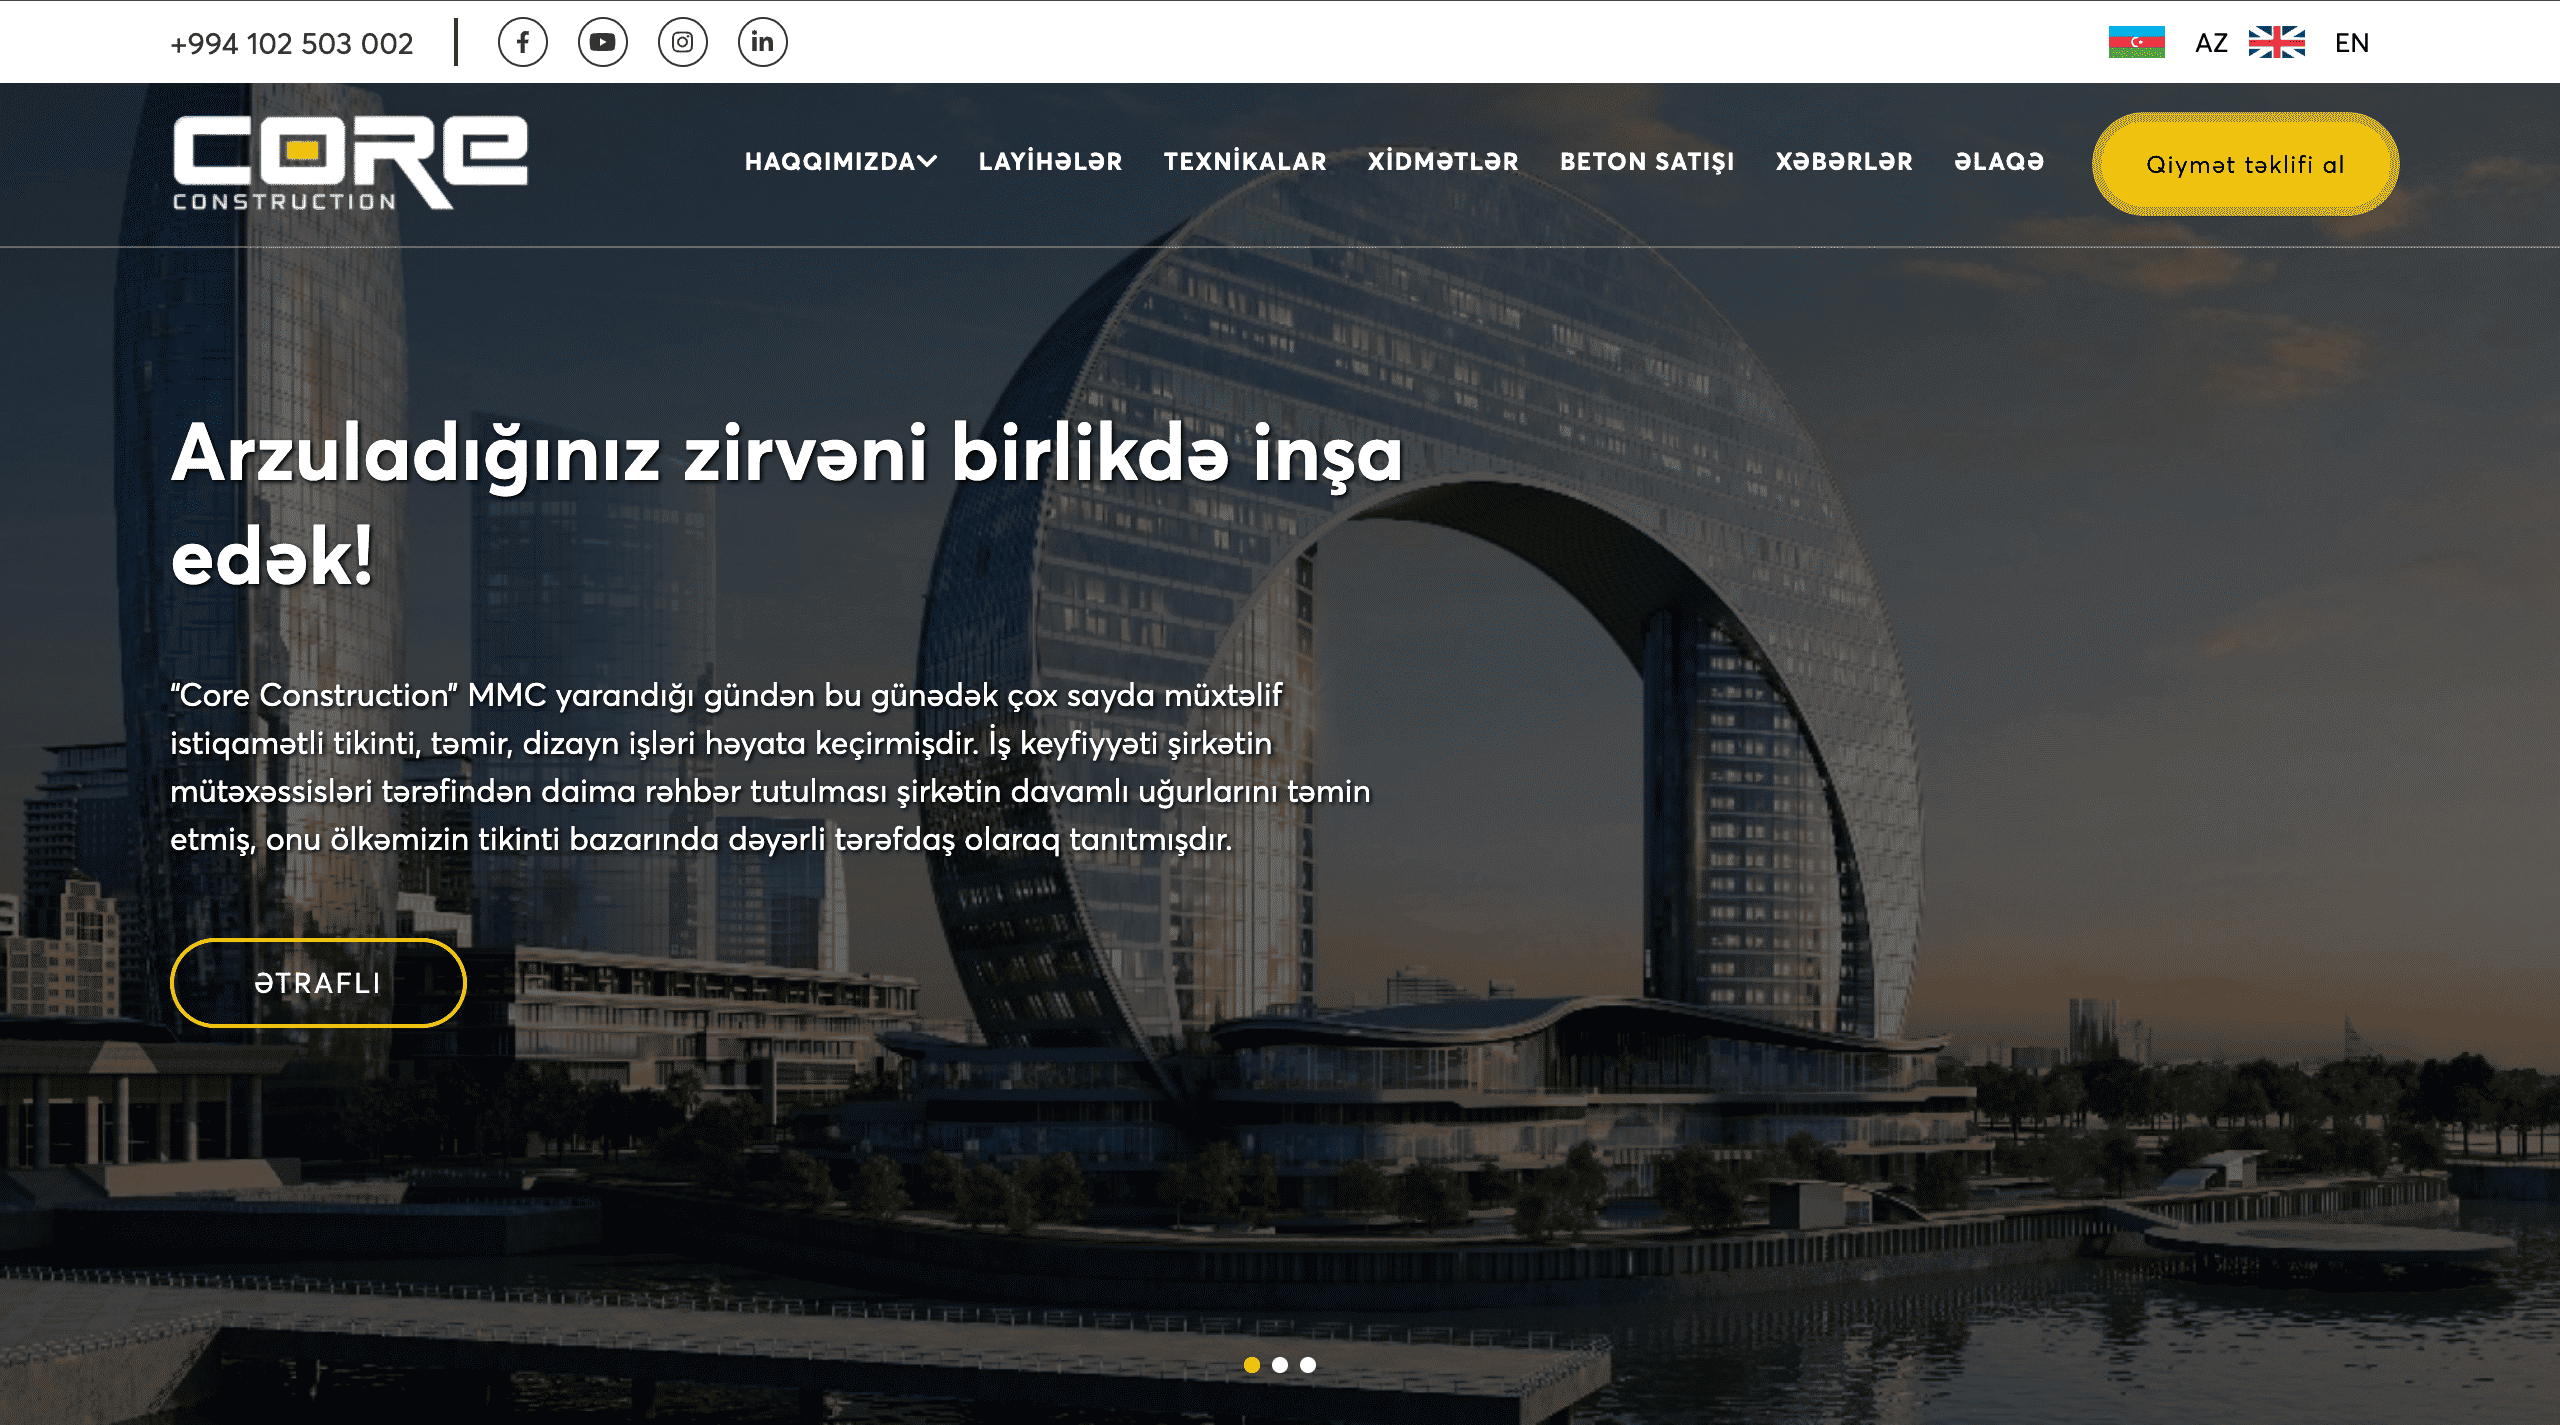 +994 102 503 002
AZ
EN
CORE
CONSTRUCTION
HAQQIMIZDA
LAYİHƏLƏR
TEXNİKALAR
XİDMƏTLƏR
BETON SATIŞI
XƏBƏRLƏR
ƏLAQƏ
Qiymət təklifi al
Arzuladığınız zirvəni birlikdə inşa
edək!
“Core Construction” MMC yarandığı gündən bu günədək çox sayda müxtəlif
istiqamətli tikinti, təmir, dizayn işləri həyata keçirmişdir. İş keyfiyyəti şirkətin
mütəxəssisləri tərəfindən daima rəhbər tutulması şirkətin davamlı uğurlarını təmin
etmiş, onu ölkəmizin tikinti bazarında dəyərli tərəfdaş olaraq tanıtmışdır.
ƏTRAFLI